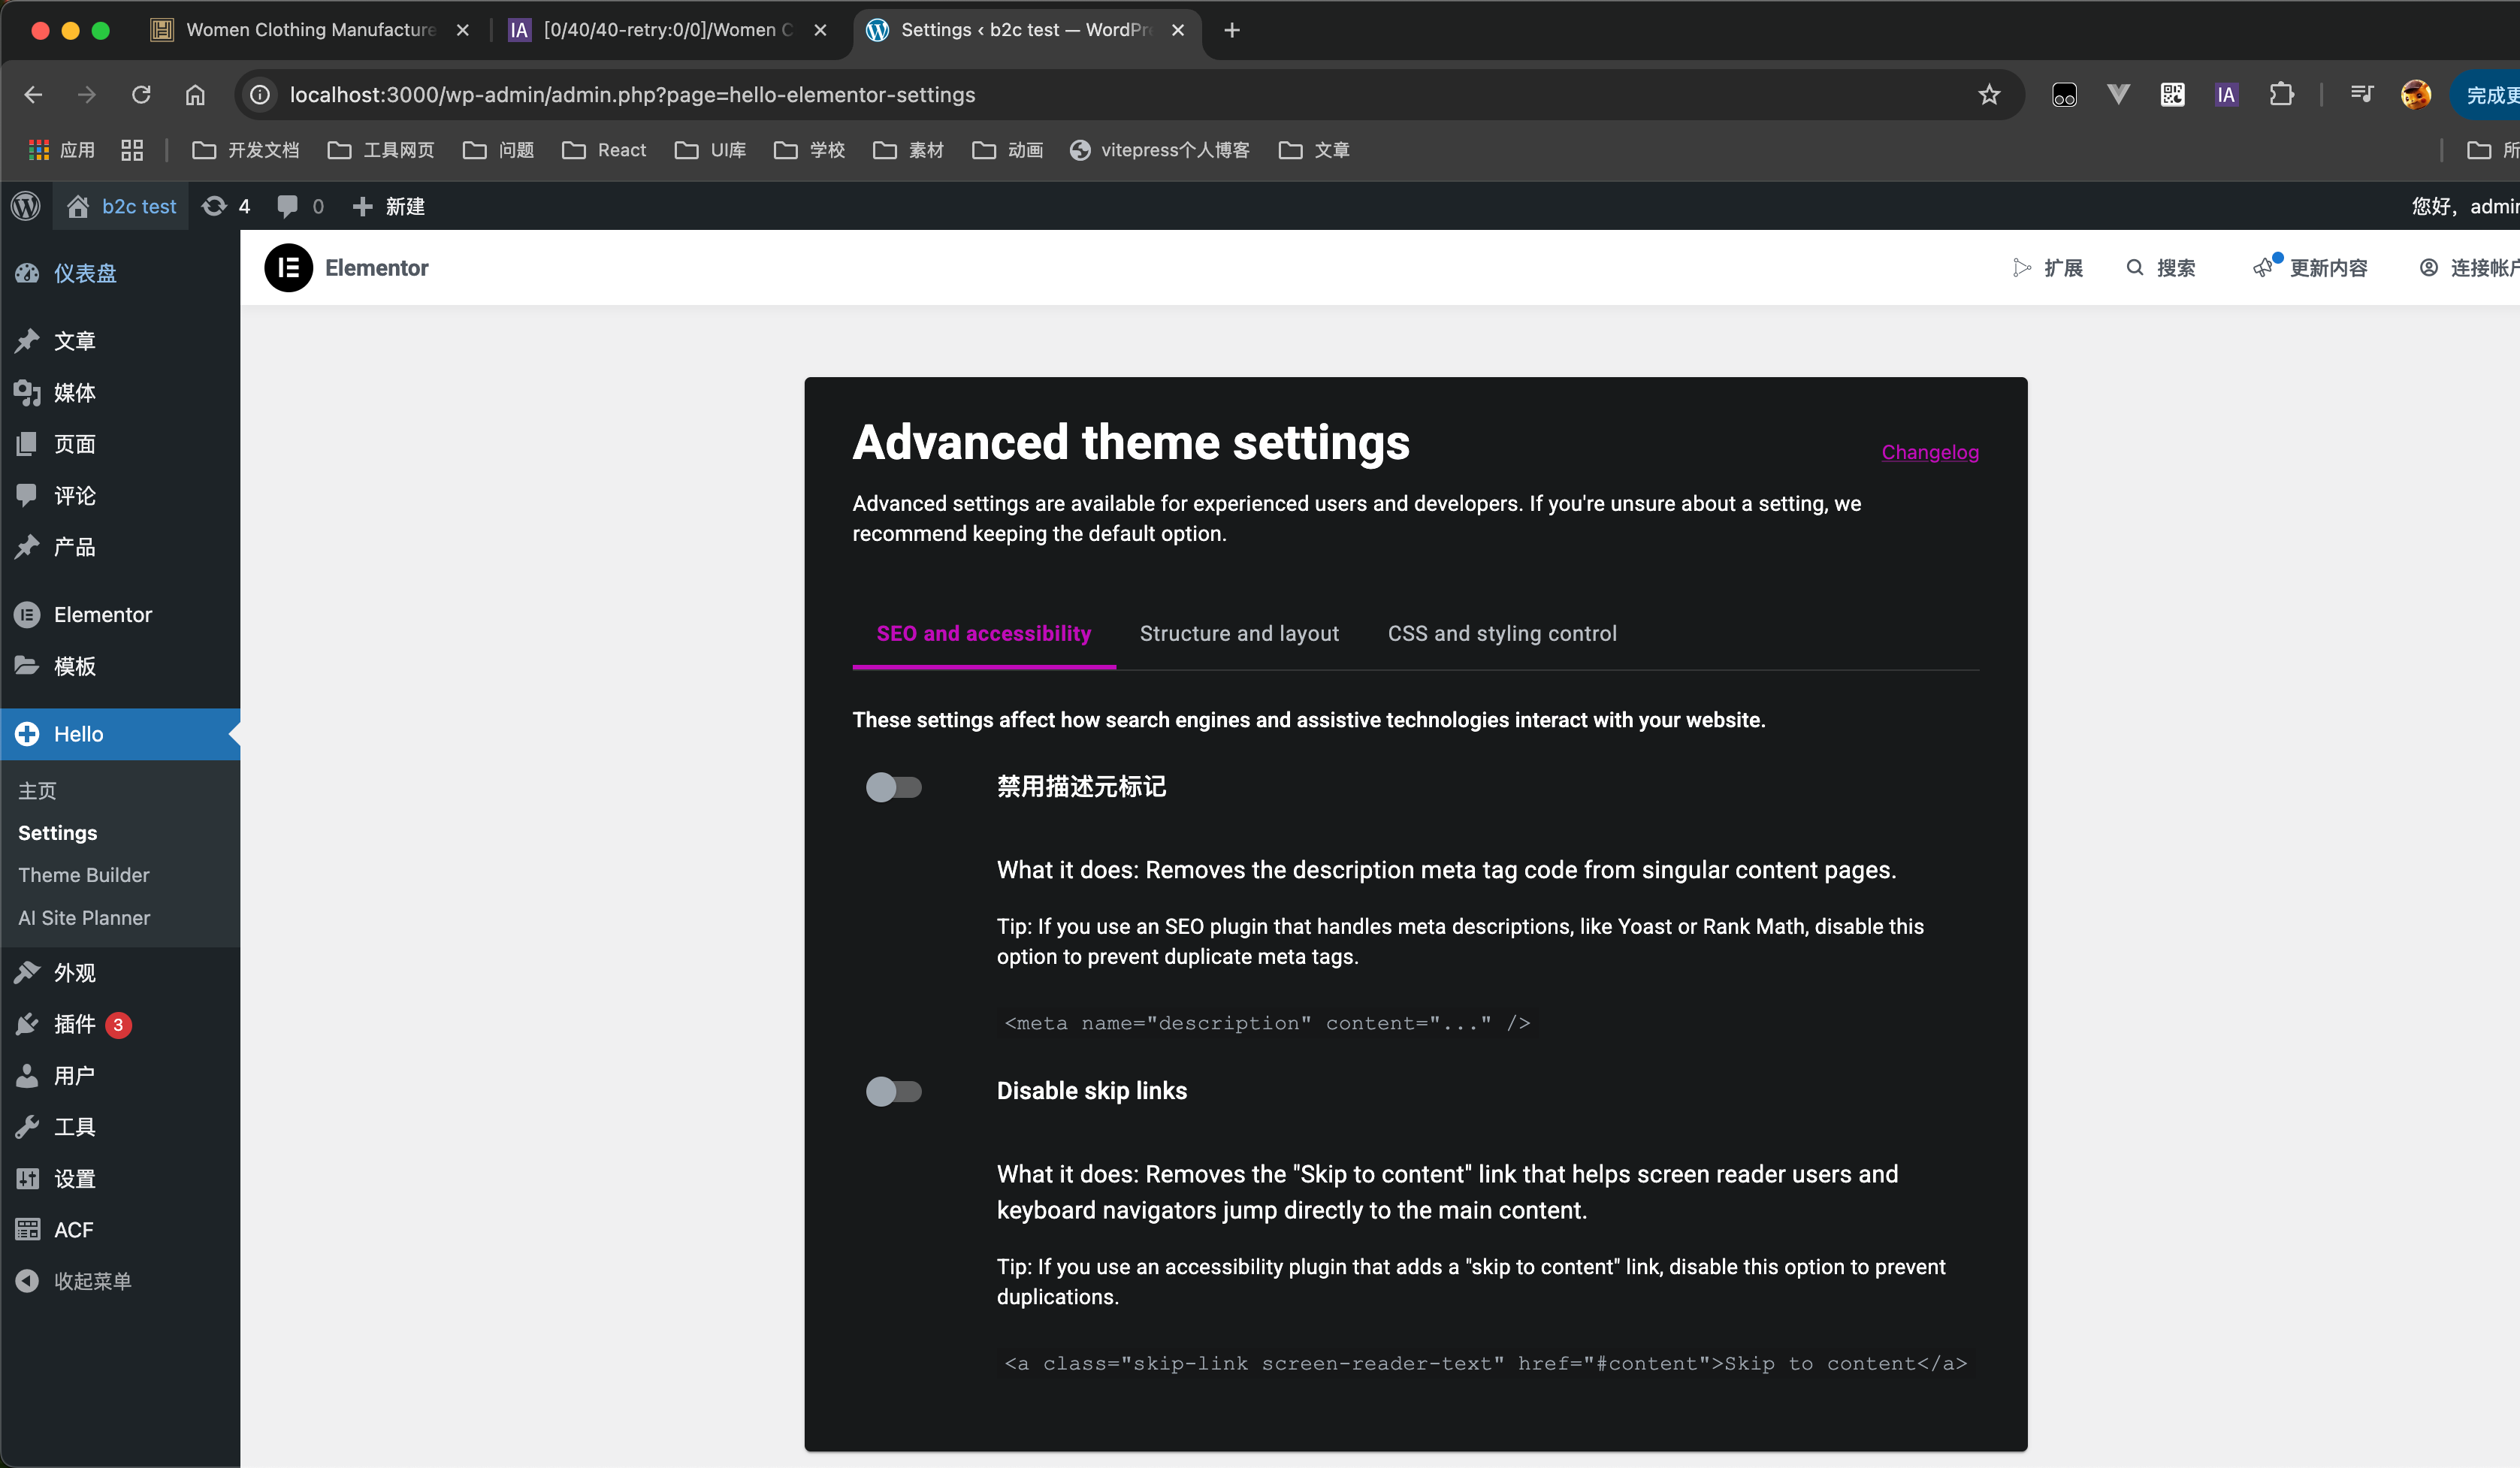 Women Clothing Manufacture
IA [0/40/40-retry:0/0]/Women C
Settings ‹ b2c test — WordPr
localhost:3000/wp-admin/admin.php?page=hello-elementor-settings
IA
完成更
应用
开发文档
工具网页
问题
React
UI库
学校
素材
动画
vitepress个人博客
文章
所
b2c test
4
0
新建
您好，admin
仪表盘
文章
媒体
页面
评论
产品
Elementor
模板
Hello
主页
Settings
Theme Builder
AI Site Planner
外观
插件 3
用户
工具
设置
ACF
收起菜单
Elementor
扩展
搜索
更新内容
连接帐户
Advanced theme settings
Changelog
Advanced settings are available for experienced users and developers. If you're unsure about a setting, we
recommend keeping the default option.
SEO and accessibility
Structure and layout
CSS and styling control
These settings affect how search engines and assistive technologies interact with your website.
禁用描述元标记
What it does: Removes the description meta tag code from singular content pages.
Tip: If you use an SEO plugin that handles meta descriptions, like Yoast or Rank Math, disable this
option to prevent duplicate meta tags.
<meta name="description" content="..." />
Disable skip links
What it does: Removes the "Skip to content" link that helps screen reader users and
keyboard navigators jump directly to the main content.
Tip: If you use an accessibility plugin that adds a "skip to content" link, disable this option to prevent
duplications.
<a class="skip-link screen-reader-text" href="#content">Skip to content</a>